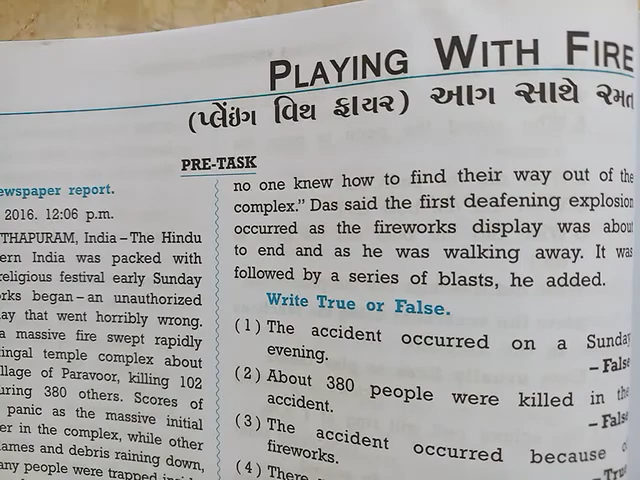 PLAYING WITH FIRE
(પ્લેઇંગ વિથ ફાયર) આગ સાથે રમત
PRE-TASK
ewspaper report.
2016. 12:06 p.m.
THAPURAM, India – The Hindu
ern India was packed with
religious festival early Sunday
rks began – an unauthorized
lay that went horribly wrong.
a massive fire swept rapidly
ingal temple complex about
llage of Paravoor, killing 102
uring 380 others. Scores of
panic as the massive initial
er in the complex, while other
lames and debris raining down,
any people were trapped
no one knew how to find their way out of the
complex." Das said the first deafening explosion
occurred as the fireworks display was about
to end and as he was walking away. It was
followed by a series of blasts, he added.
Write True or False.
(1) The accident occurred on a Sunday
evening.
– False
(2) About 380 people were killed in the
accident.
– False
(3) The accident occurred because o
fireworks.
– True
(4) There